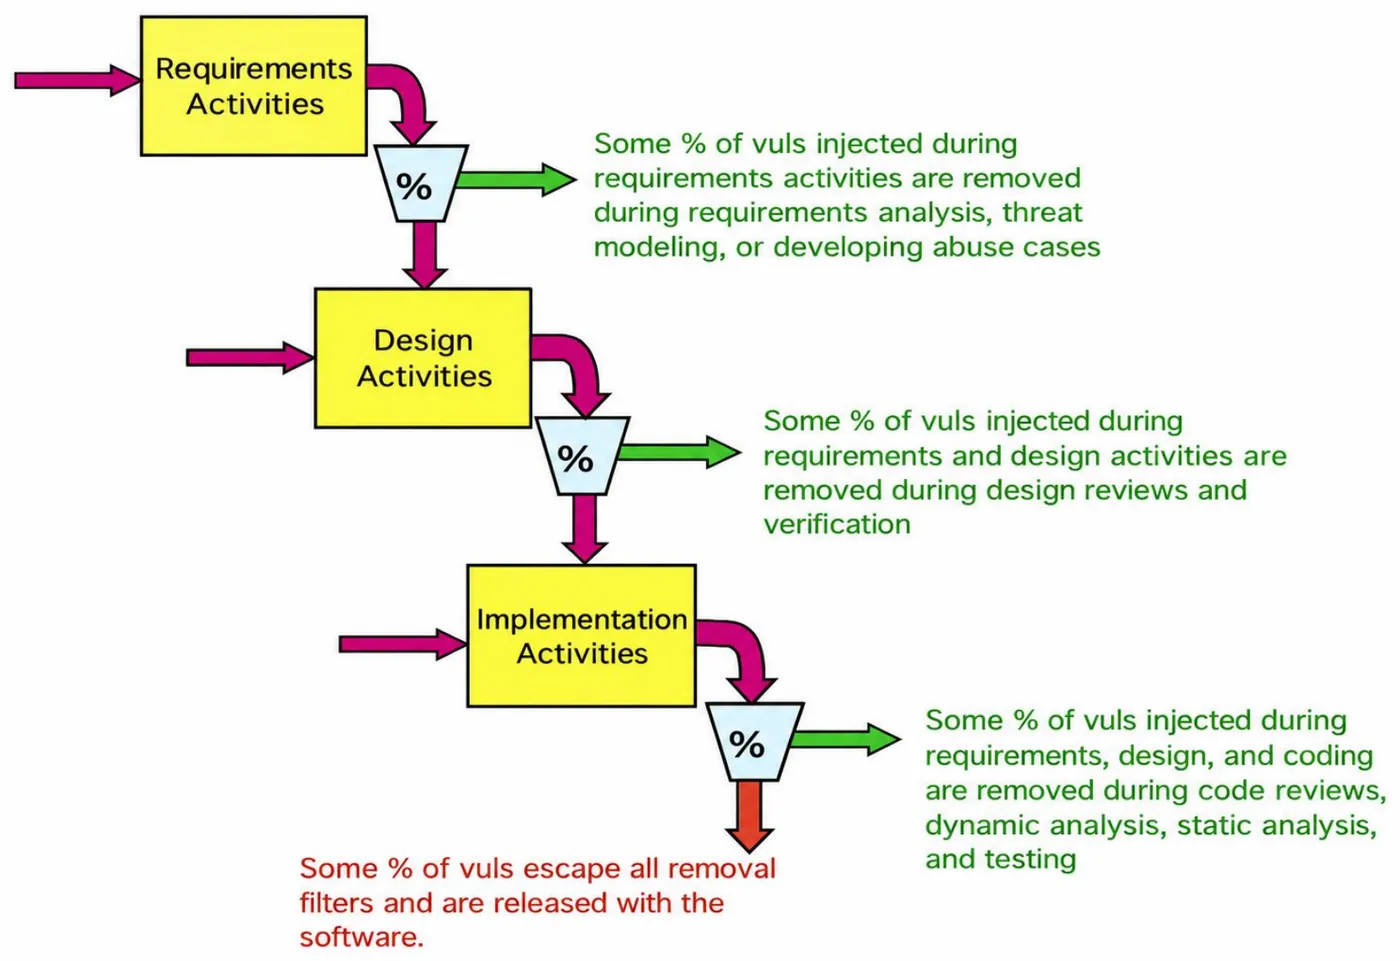 Requirements
Activities
%
Some % of vuls injected during
requirements activities are removed
during requirements analysis, threat
modeling, or developing abuse cases
Design
Activities
%
Some % of vuls injected during
requirements and design activities are
removed during design reviews and
verification
Implementation
Activities
%
Some % of vuls injected during
requirements, design, and coding
are removed during code reviews,
dynamic analysis, static analysis,
and testing
Some % of vuls escape all removal
filters and are released with the
software.